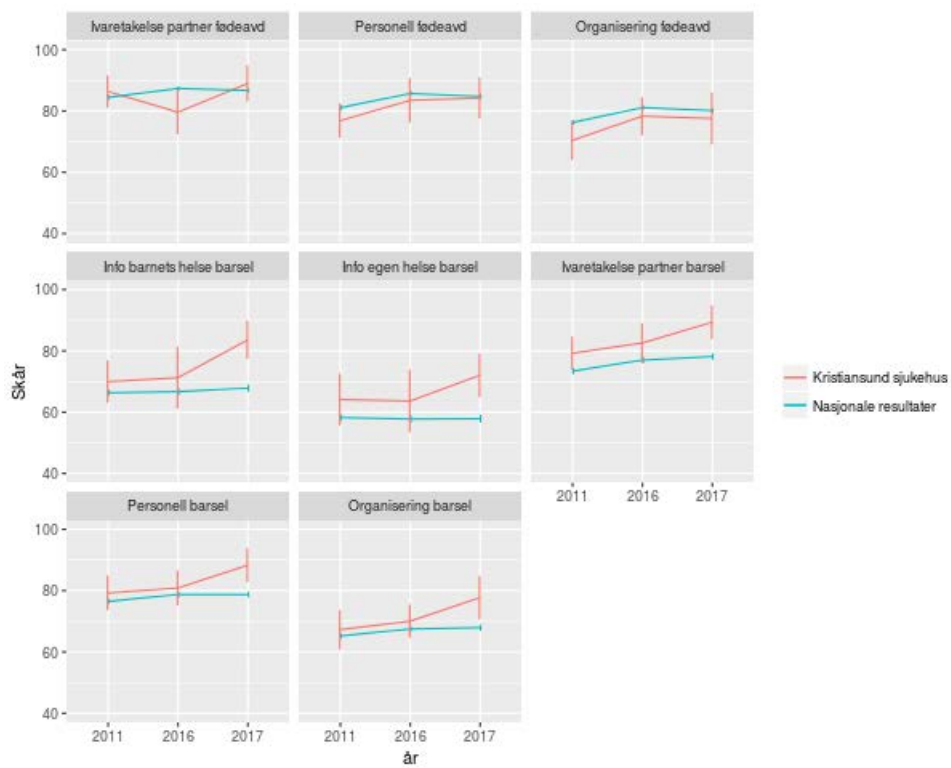 Ivaretakelse partner fødeavd
Personell fødeavd
Organisering fødeavd
100
80
60
40
Info barnets helse barsel
Info egen helse barsel
Ivaretakelse partner barsel
100
80
60
40
Skår
Kristiansund sjukehus
Nasjonale resultater
2011 2016 2017
Personell barsel
Organisering barsel
100
80
60
40
2011 2016 2017
2011 2016 2017
år